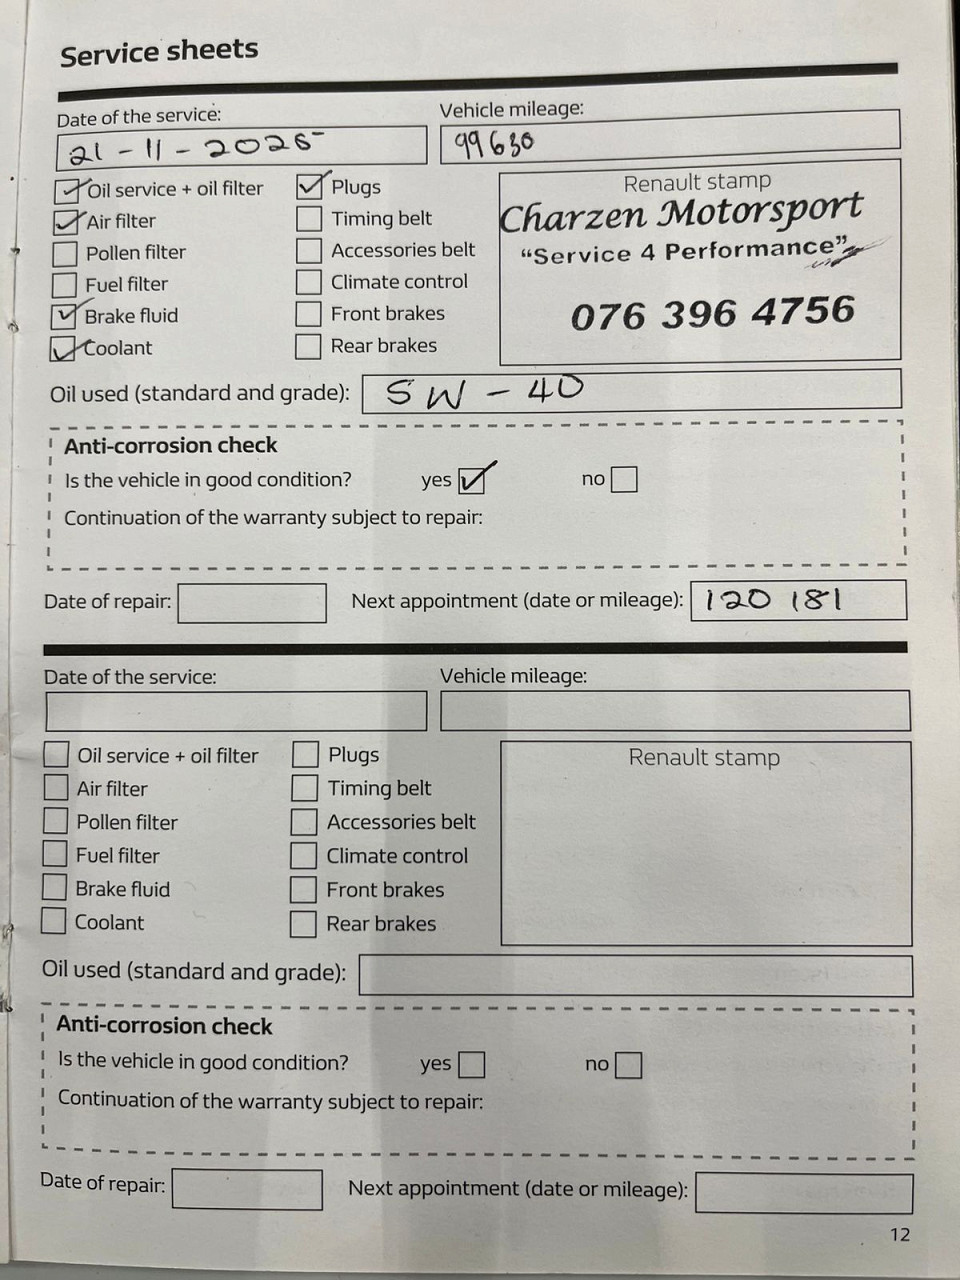 Service sheets
Date of the service: Vehicle mileage:
21 - 11 - 2025 99630
Oil service + oil filter Plugs Renault stamp
Air filter Timing belt Charzen Motorsport
Pollen filter Accessories belt "Service 4 Performance"
Fuel filter Climate control
Brake fluid Front brakes 076 396 4756
Coolant Rear brakes
Oil used (standard and grade): 5W - 40
Anti-corrosion check
Is the vehicle in good condition? yes no
Continuation of the warranty subject to repair:
Date of repair: Next appointment (date or mileage): 120 181
Date of the service: Vehicle mileage:
Oil service + oil filter Plugs Renault stamp
Air filter Timing belt
Pollen filter Accessories belt
Fuel filter Climate control
Brake fluid Front brakes
Coolant Rear brakes
Oil used (standard and grade):
Anti-corrosion check
Is the vehicle in good condition? yes no
Continuation of the warranty subject to repair:
Date of repair: Next appointment (date or mileage):
12